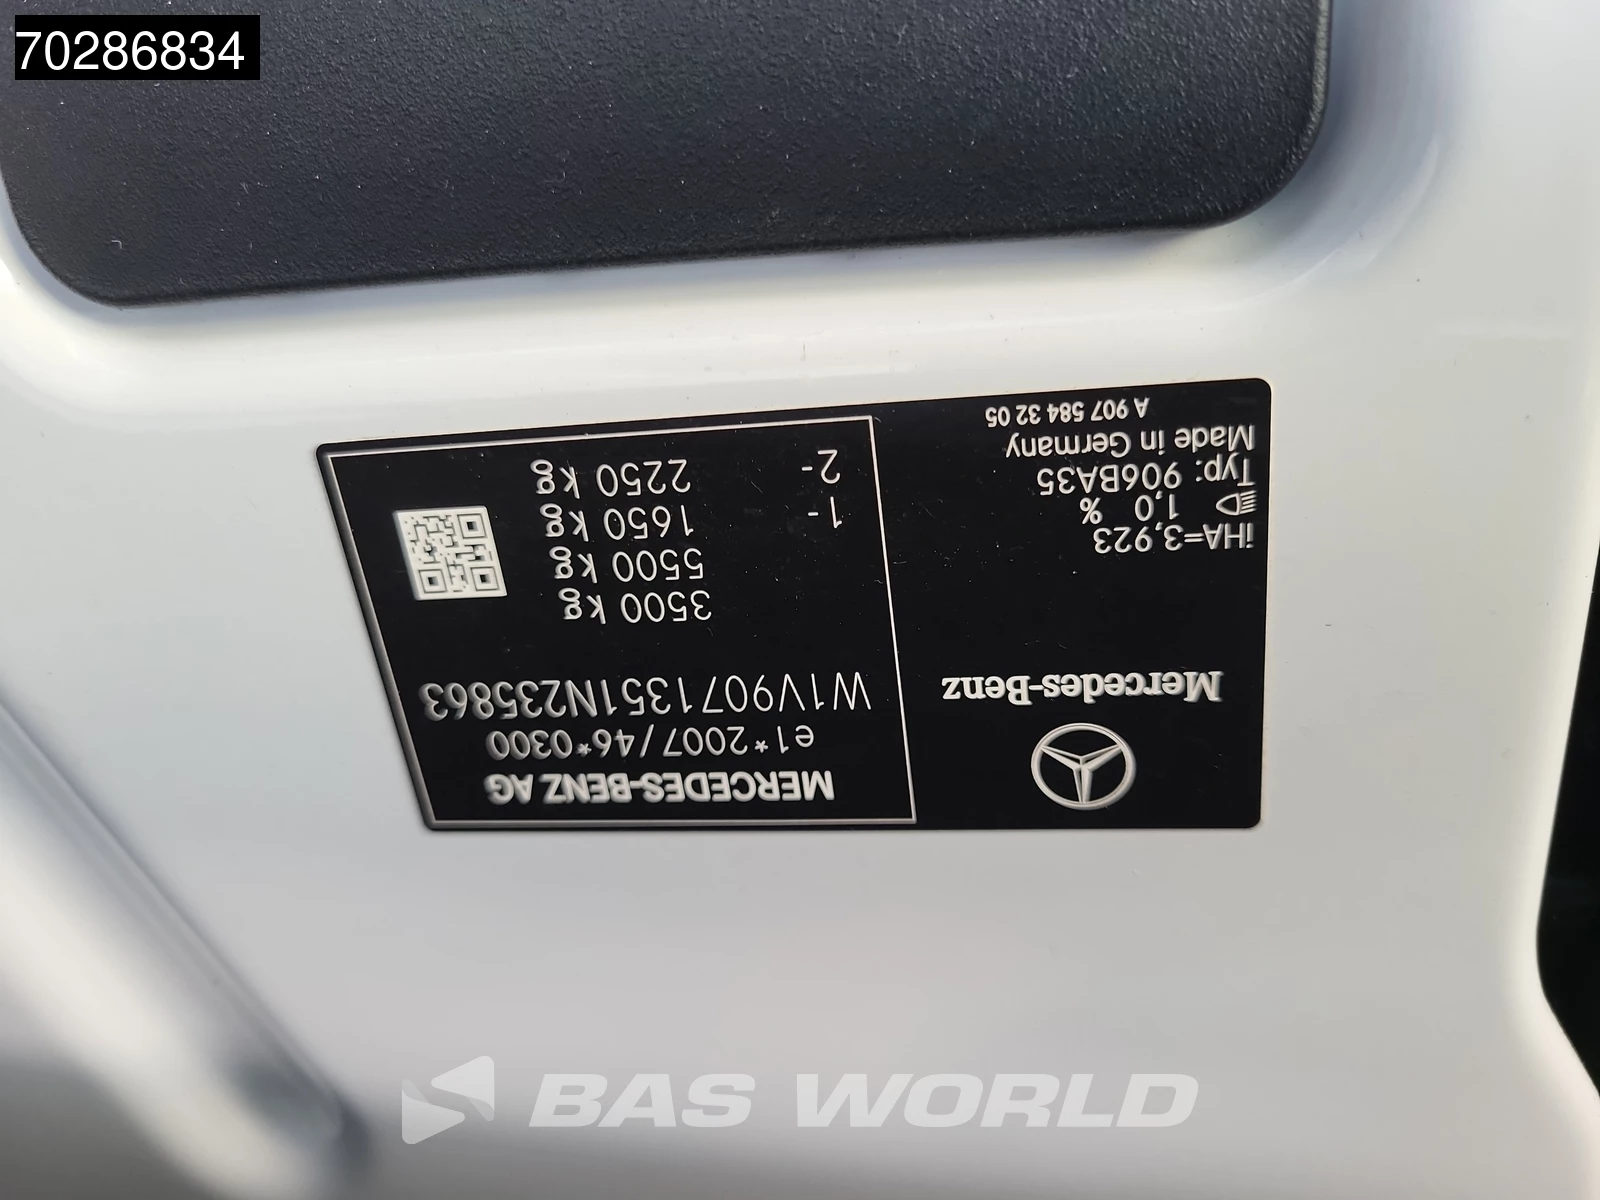 70286834
MERCEDES-BENZ AG
e1*2007/46*0300
W1V9071351N235863
3500 kg
5500 kg
1- 1650 kg
2- 2250 kg
Mercedes-Benz
iHA=3,923
1,0 %
Typ: 906BA35
Made in Germany
A 907 584 32 05
BAS WORLD